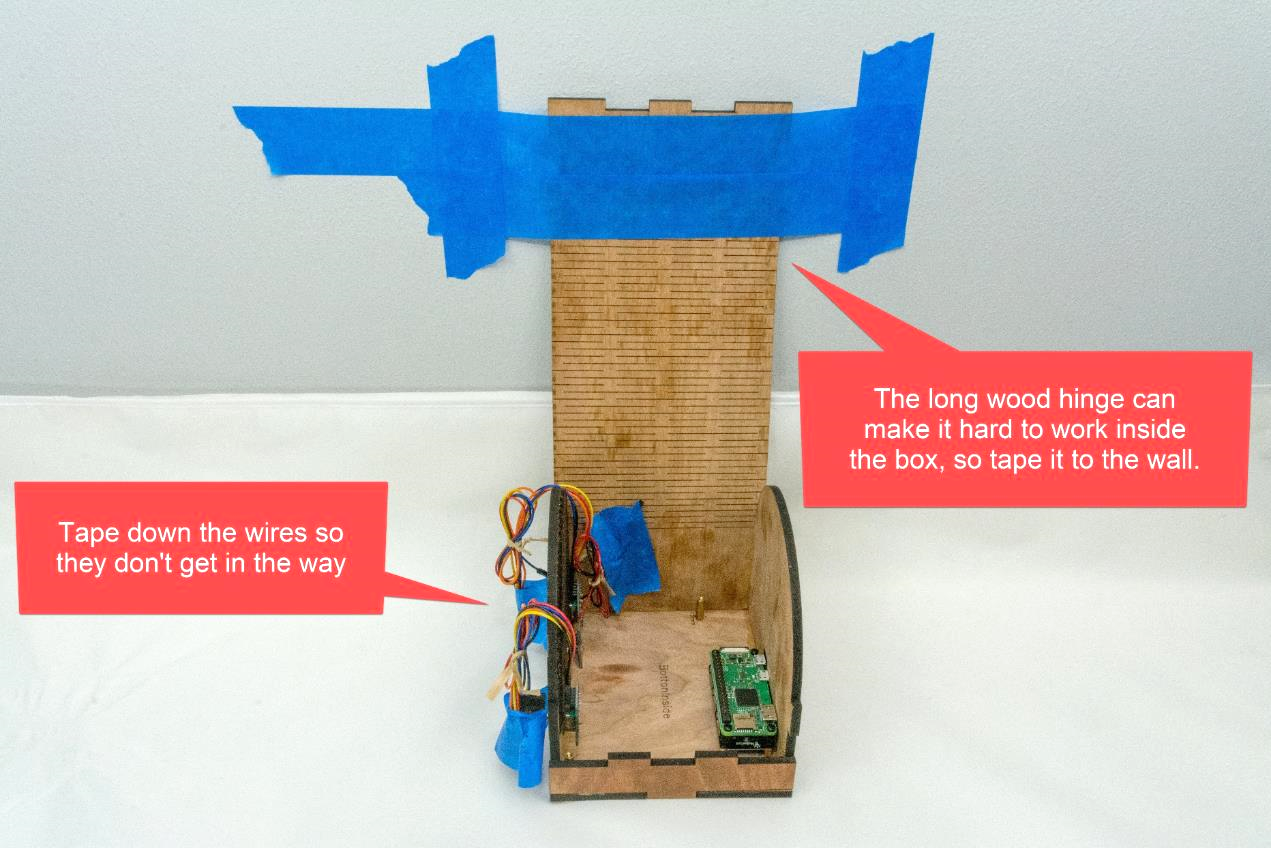 The long wood hinge can
make it hard to work inside
the box, so tape it to the wall.
Tape down the wires so
they don't get in the way
BottomInside